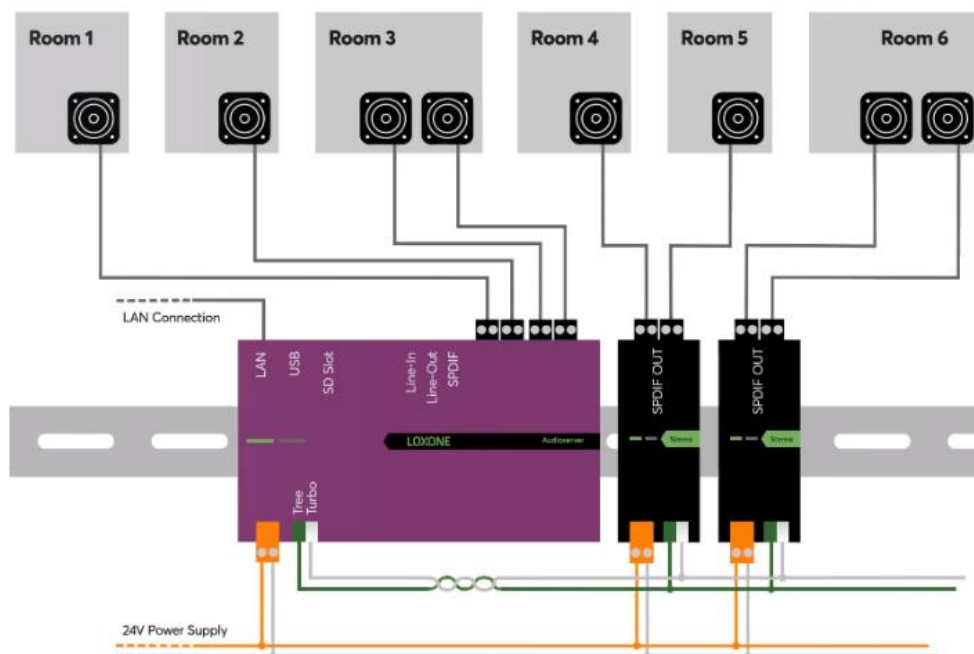 Room 1
Room 2
Room 3
Room 4
Room 5
Room 6
LAN Connection
LAN
USB
SD Slot
Line-In
Line-Out
SPDIF
SPDIF OUT
SPDIF OUT
LOXONE
Audioserver
Stereo
Stereo
Tree
Turbo
24V Power Supply